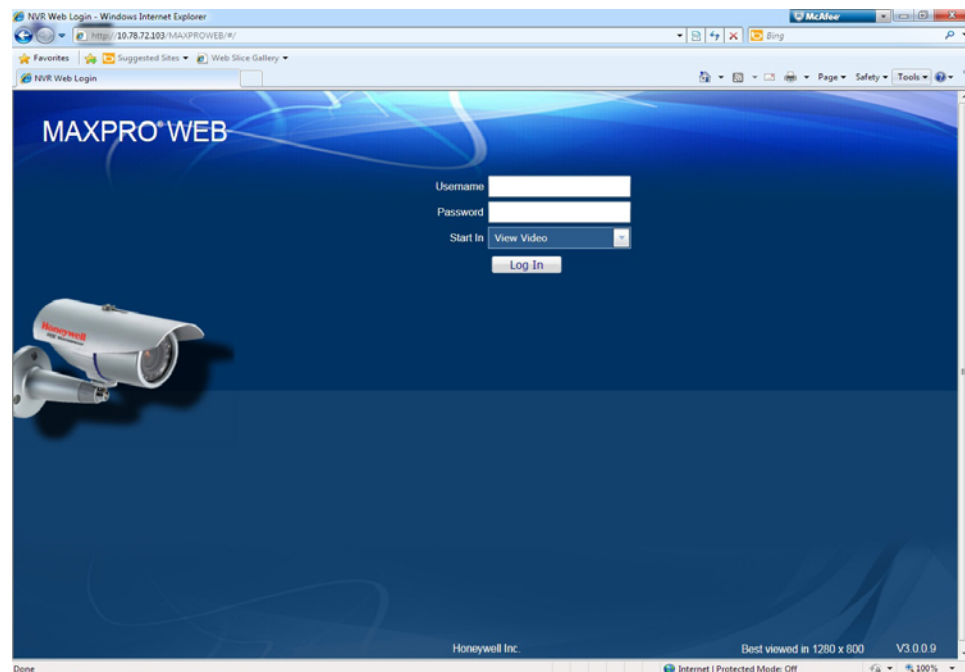 NVR Web Login - Windows Internet Explorer
McAfee
http://10.78.72.103/MAXPROWEB/#/
Bing
Favorites
Suggested Sites
Web Slice Gallery
NVR Web Login
Page
Safety
Tools
MAXPRO® WEB
Username
Password
Start In
View Video
Log In
Honeywell
Honeywell Inc.
Best viewed in 1280 x 800
V3.0.0.9
Done
Internet | Protected Mode: Off
100%